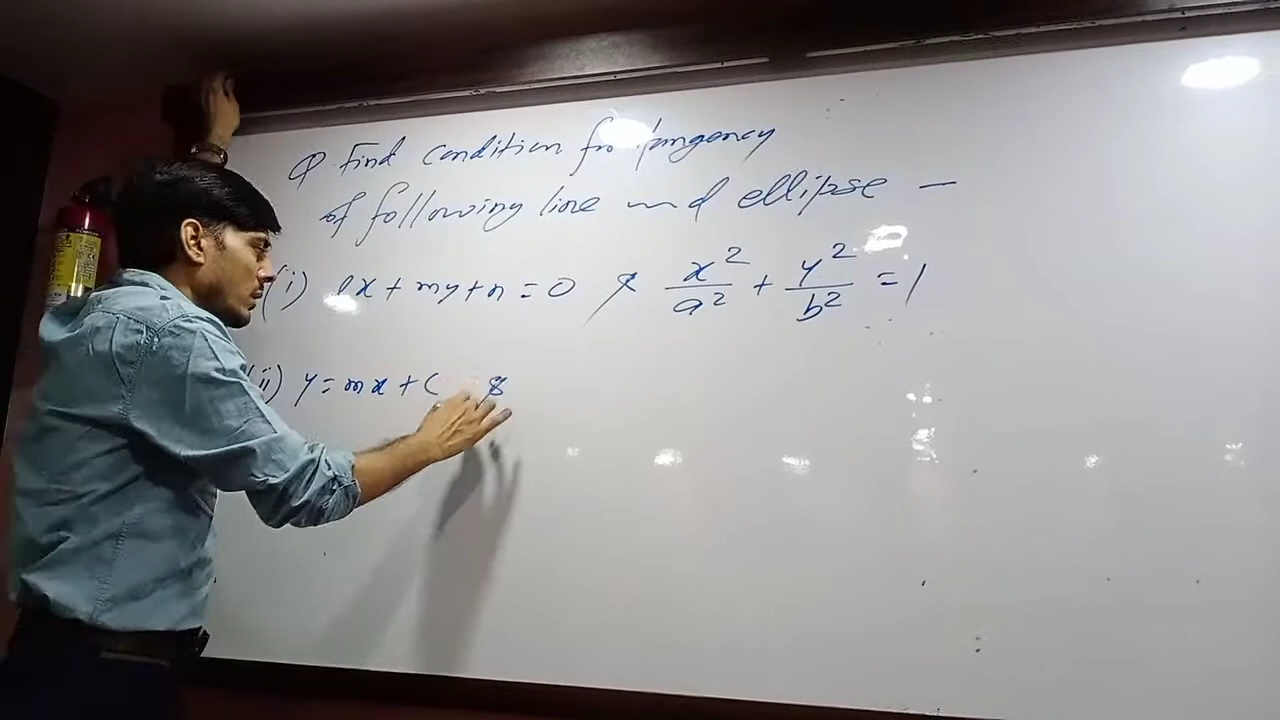 Q Find condition for tangency
of following line and ellipse —
(i) lx + my + n = 0 & x²/a² + y²/b² = 1
(ii) y = mx + c &